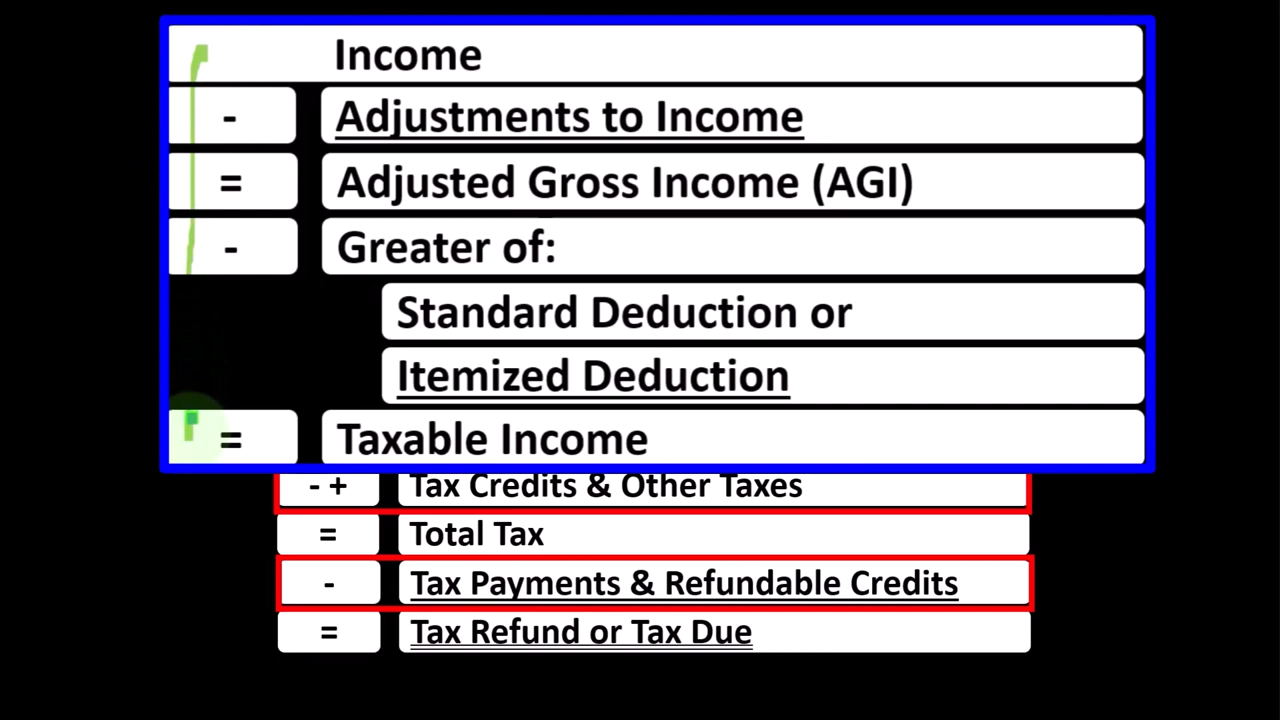 Income
- Adjustments to Income
= Adjusted Gross Income (AGI)
- Greater of:
Standard Deduction or
Itemized Deduction
= Taxable Income
- + Tax Credits & Other Taxes
= Total Tax
- Tax Payments & Refundable Credits
= Tax Refund or Tax Due